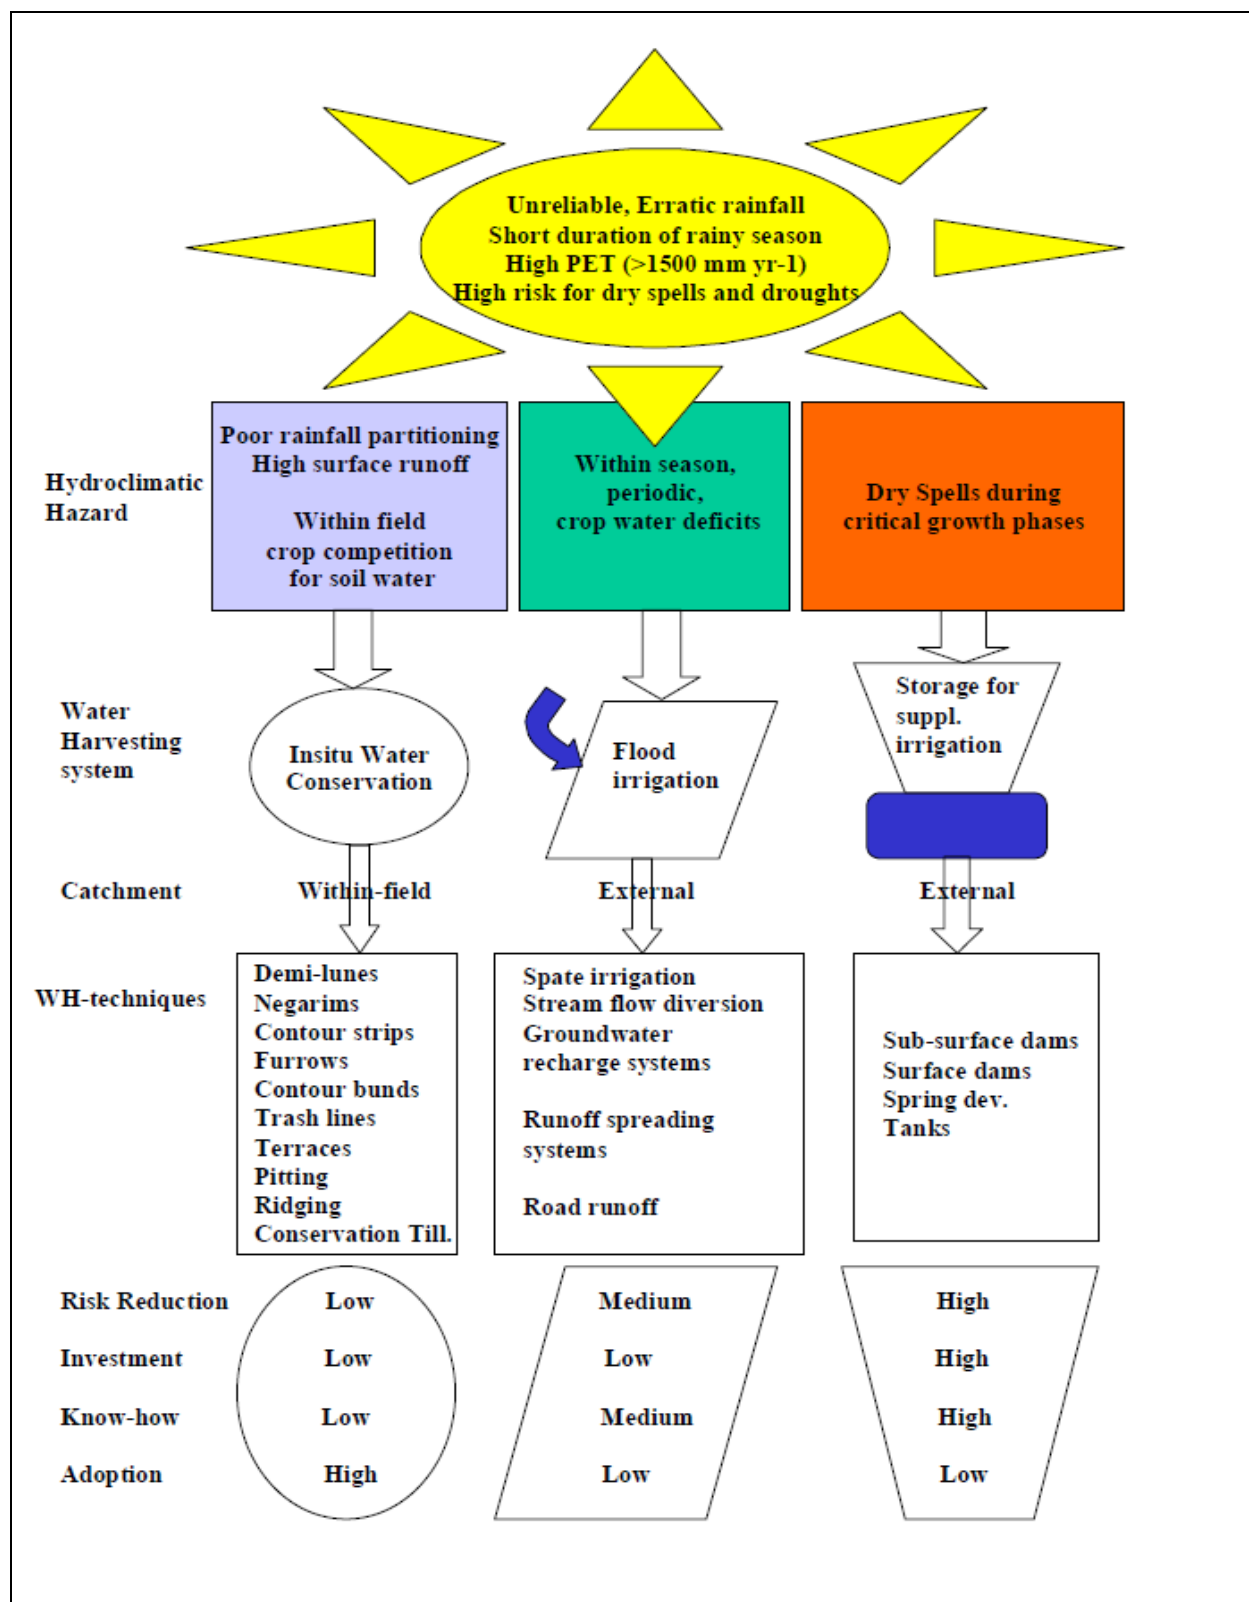 Unreliable, Erratic rainfall
Short duration of rainy season
High PET (>1500 mm yr-1)
High risk for dry spells and droughts
Hydroclimatic
Hazard
Poor rainfall partitioning
High surface runoff
Within field
crop competition
for soil water
Within season,
periodic,
crop water deficits
Dry Spells during
critical growth phases
Water
Harvesting
system
Insitu Water
Conservation
Flood
irrigation
Storage for
suppl.
irrigation
Catchment
Within-field
External
External
WH-techniques
Demi-lunes
Negarims
Contour strips
Furrows
Contour bunds
Trash lines
Terraces
Pitting
Ridging
Conservation Till.
Spate irrigation
Stream flow diversion
Groundwater
recharge systems
Runoff spreading
systems
Road runoff
Sub-surface dams
Surface dams
Spring dev.
Tanks
Risk Reduction
Low
Medium
High
Investment
Low
Low
High
Know-how
Low
Medium
High
Adoption
High
Low
Low